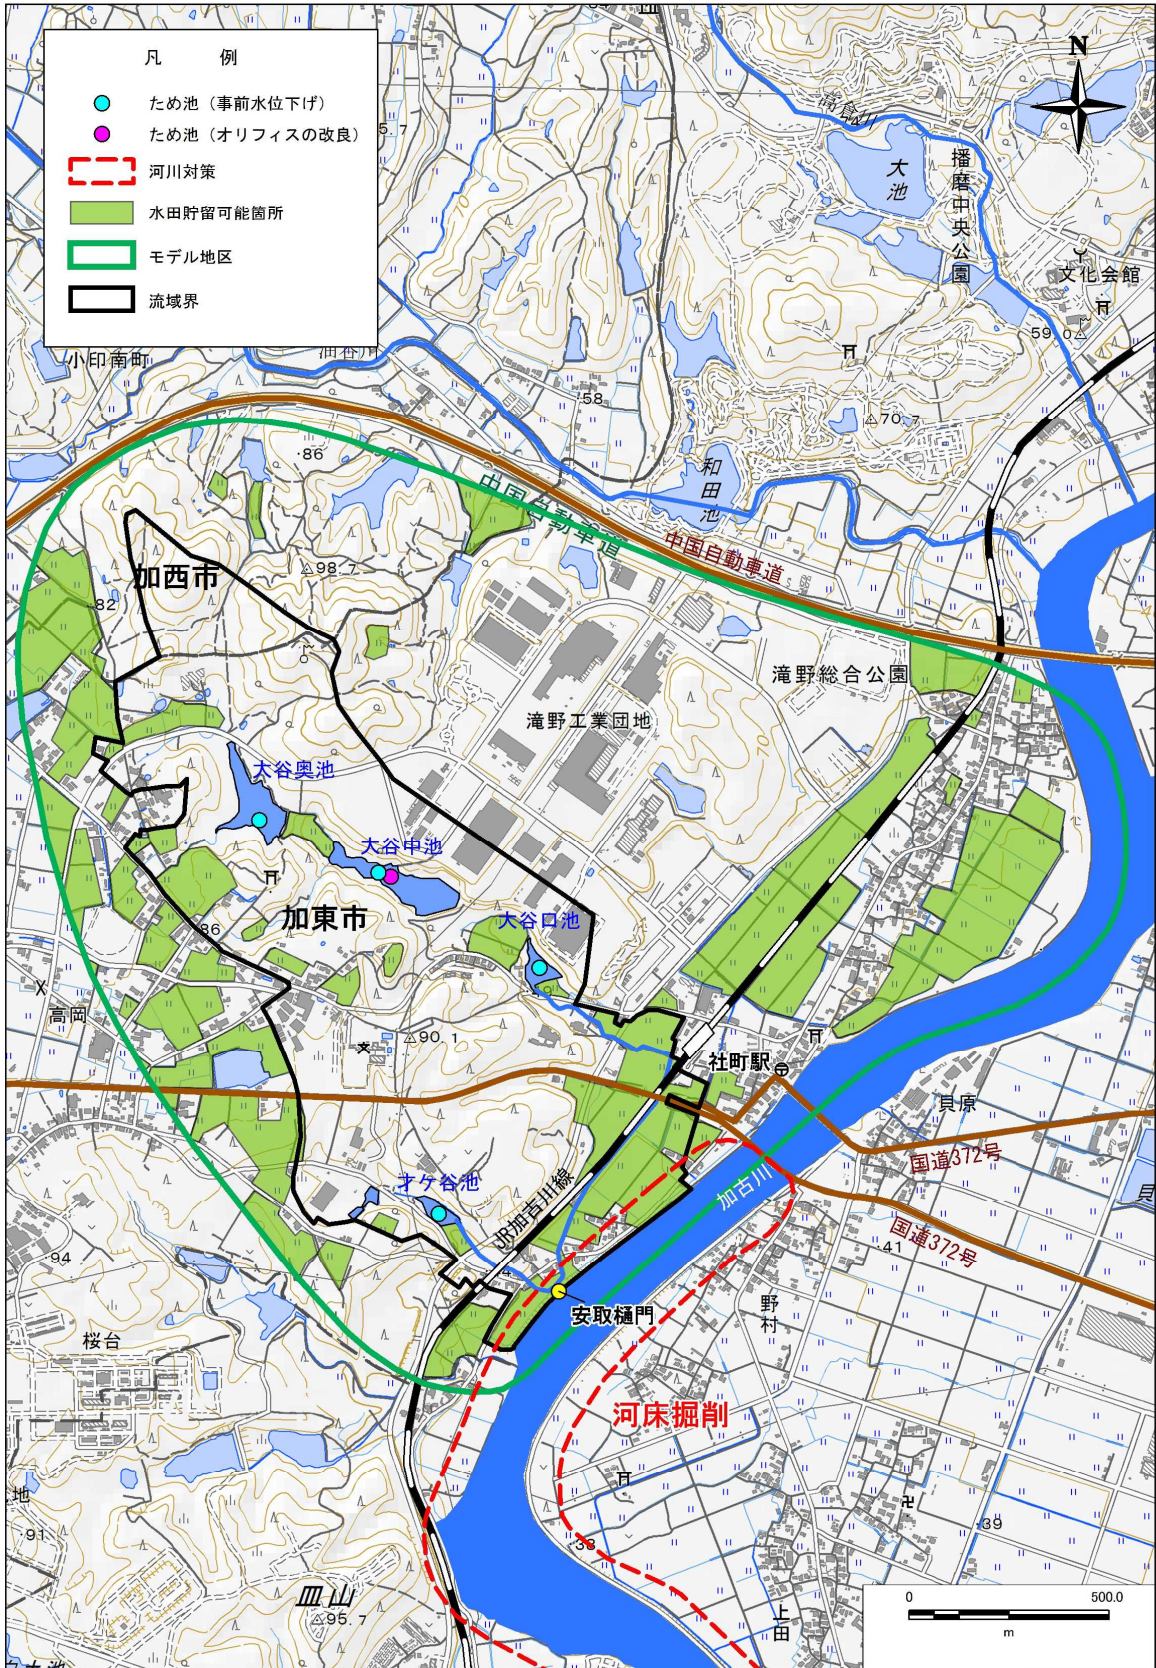 凡 例
ため池（事前水位下げ）
ため池（オリフィスの改良）
河川対策
水田貯留可能箇所
モデル地区
流域界
N
高倉川
大池
播磨中央公園
文化会館
59.0
小印南町
油谷川
58
70.7
和田池
86
中国自動車道
中国自動車道
98.7
加西市
82
滝野総合公園
滝野工業団地
大谷奥池
大谷中池
加東市
大谷口池
86
高岡
90.1
社町駅
貝原
国道372号
加古川
国道372号
才ケ谷池
JR加古川線
94
41
安取樋門
野村
桜台
河床掘削
地
91
39
33
皿山
95.7
上田
0 500.0
m